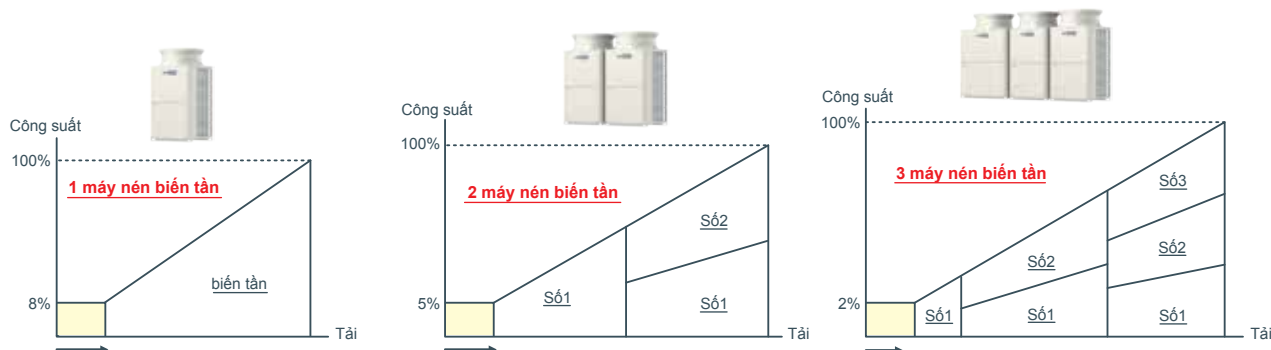 Công suất
100%
1 máy nén biến tần
biến tần
8%
Tải
Công suất
100%
2 máy nén biến tần
Số2
Số1
Số1
5%
Tải
Công suất
100%
3 máy nén biến tần
Số3
Số2
Số2
Số1
Số1
Số1
2%
Tải